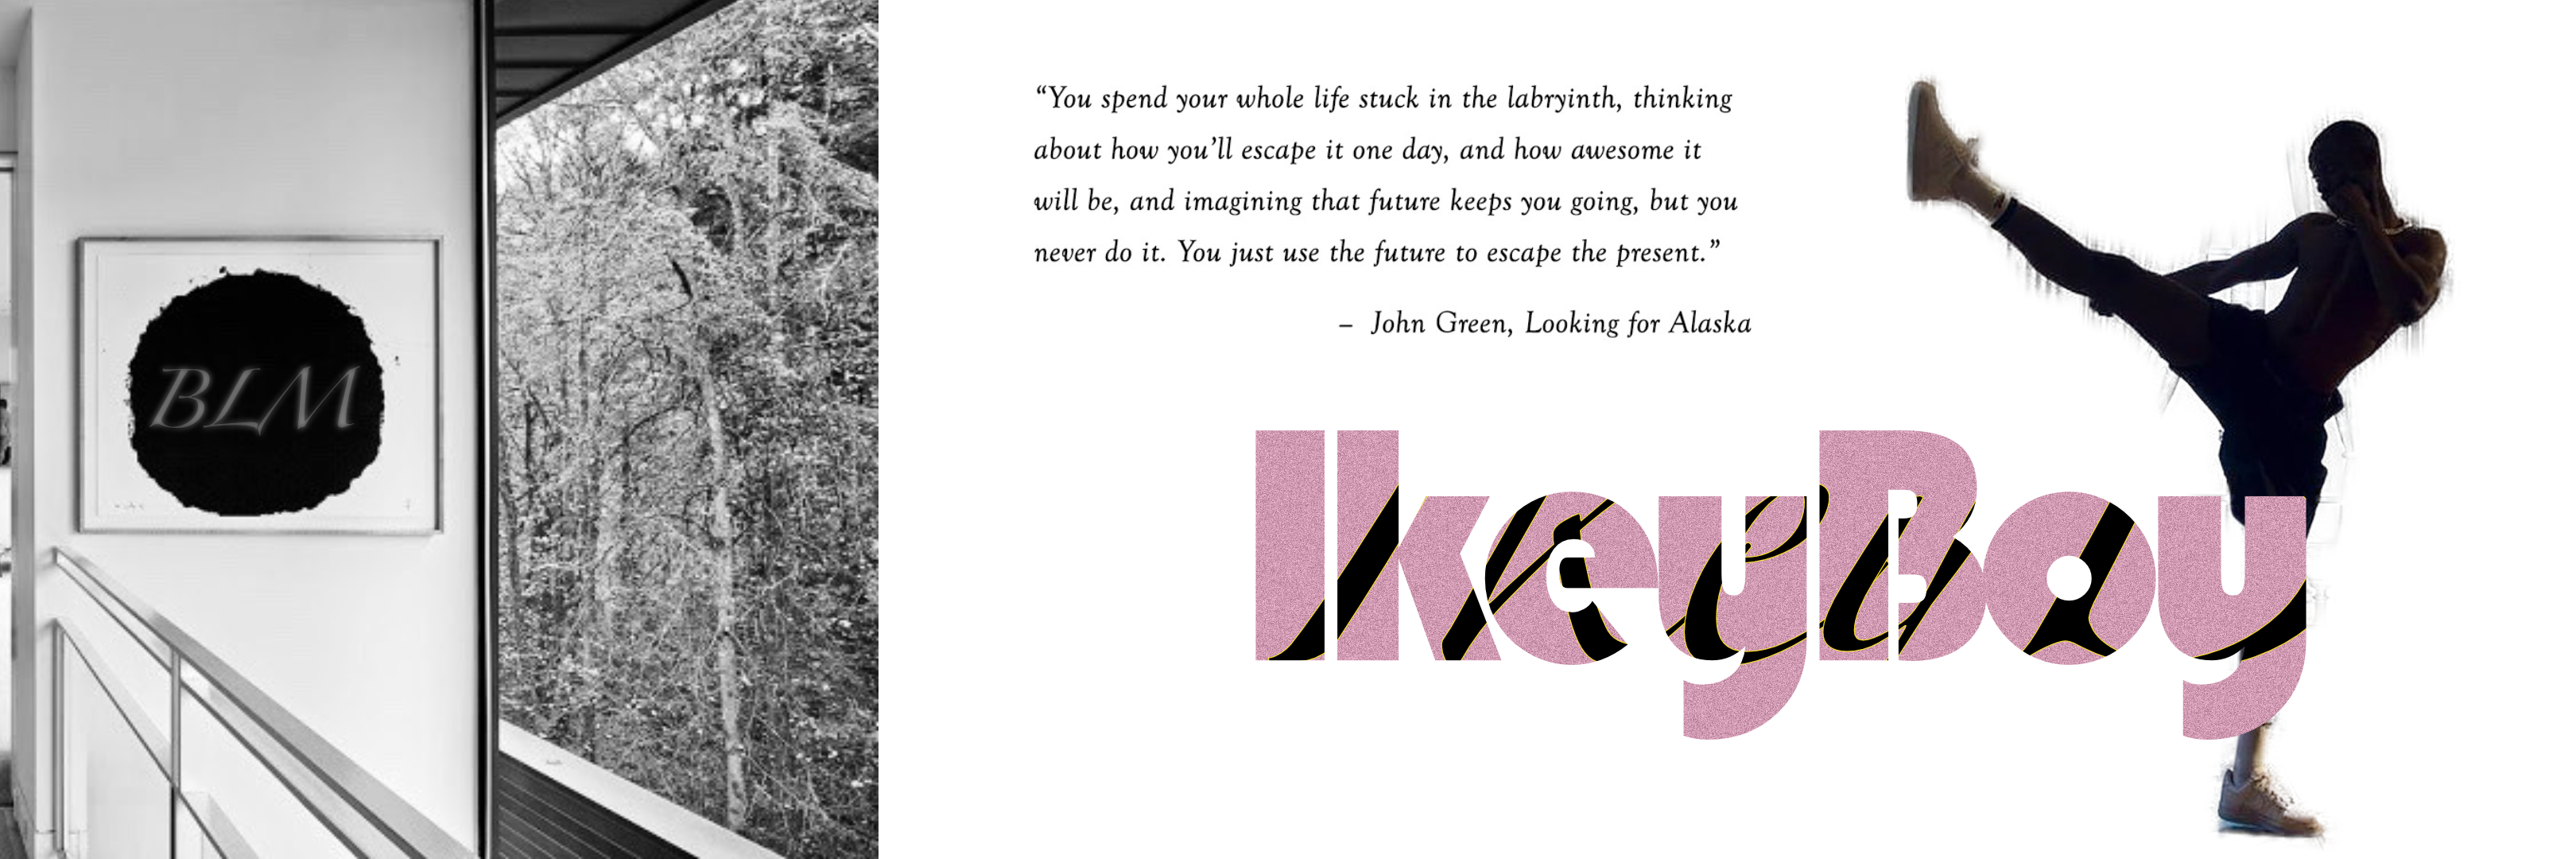 BLM
“You spend your whole life stuck in the labryinth, thinking
about how you’ll escape it one day, and how awesome it
will be, and imagining that future keeps you going, but you
never do it. You just use the future to escape the present.”
– John Green, Looking for Alaska
IkeyBoy